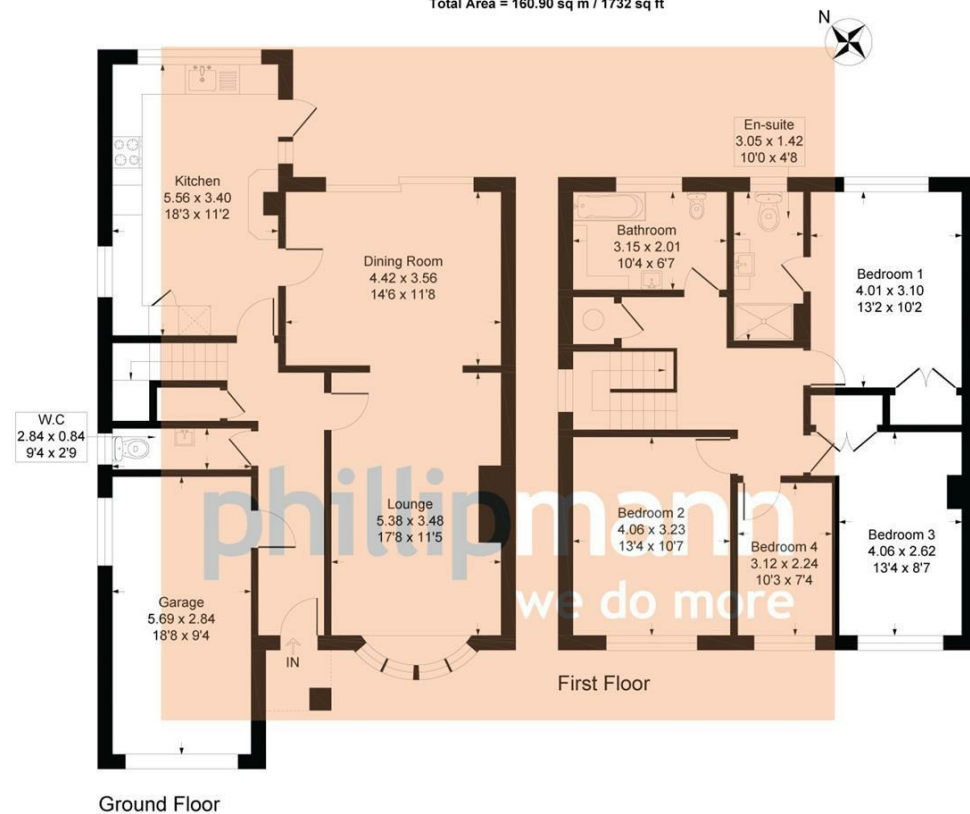 Total Area = 160.90 sq m / 1732 sq ft
N
En-suite
3.05 x 1.42
10'0 x 4'8
Kitchen
5.56 x 3.40
18'3 x 11'2
Bathroom
3.15 x 2.01
10'4 x 6'7
Dining Room
4.42 x 3.56
14'6 x 11'8
Bedroom 1
4.01 x 3.10
13'2 x 10'2
W.C
2.84 x 0.84
9'4 x 2'9
phillipmann
we do more
Lounge
5.38 x 3.48
17'8 x 11'5
Bedroom 2
4.06 x 3.23
13'4 x 10'7
Bedroom 4
3.12 x 2.24
10'3 x 7'4
Bedroom 3
4.06 x 2.62
13'4 x 8'7
Garage
5.69 x 2.84
18'8 x 9'4
IN
First Floor
Ground Floor